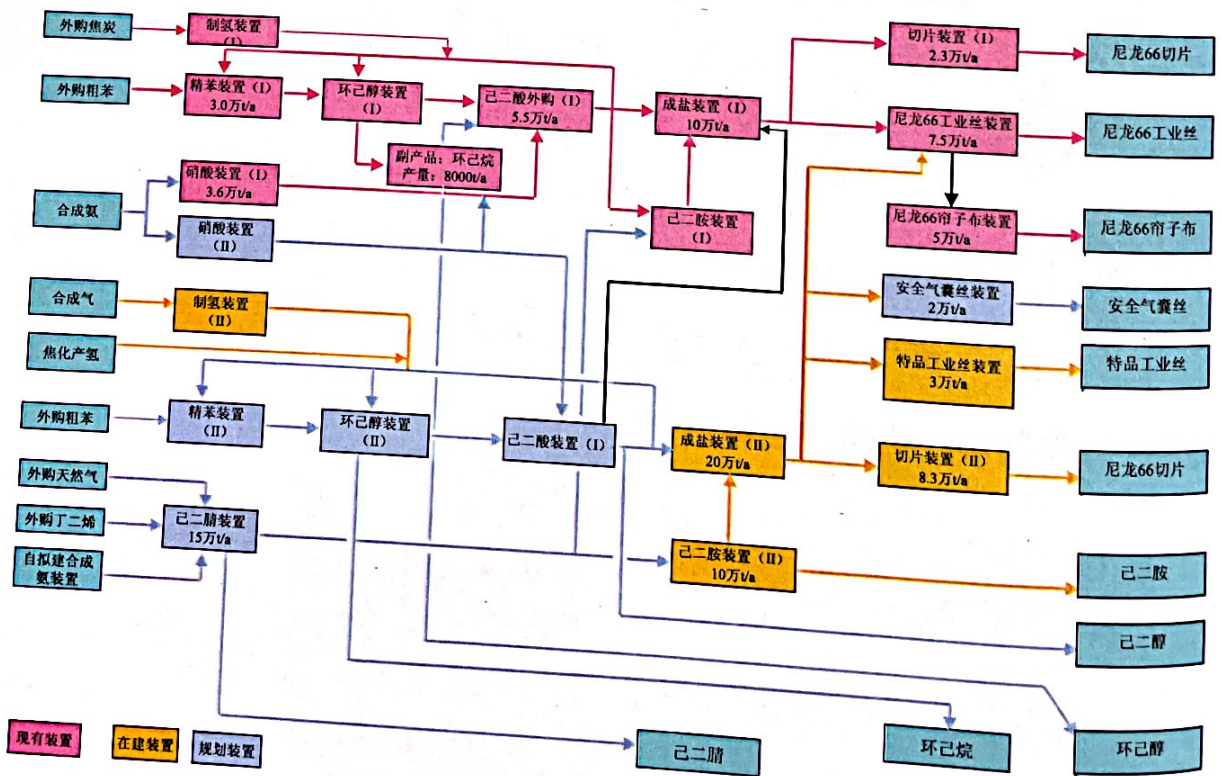 外购焦炭
制氢装置
(I)
切片装置（I）
2.3万t/a
尼龙66切片
外购粗苯
精苯装置（I）
3.0万t/a
环己醇装置
（I）
己二酸外购（I）
5.5万t/a
成盐装置（I）
10万t/a
尼龙66工业丝装置
7.5万t/a
尼龙66工业丝
副产品：环己烷
产量：8000t/a
硝酸装置（I）
3.6万t/a
合成氨
硝酸装置
（II）
己二胺装置
（I）
尼龙66帘子布装置
5万t/a
尼龙66帘子布
合成气
制氢装置
（II）
安全气囊丝装置
2万t/a
安全气囊丝
焦化产氢
特品工业丝装置
3万t/a
特品工业丝
外购粗苯
精苯装置
（II）
环己醇装置
（II）
己二酸装置（I）
成盐装置（II）
20万t/a
切片装置（II）
8.3万t/a
尼龙66切片
外购天然气
外购丁二烯
己二腈装置
15万t/a
自拟建合成
氨装置
己二胺装置（II）
10万t/a
己二胺
己二醇
现有装置
在建装置
规划装置
己二腈
环己烷
环己醇